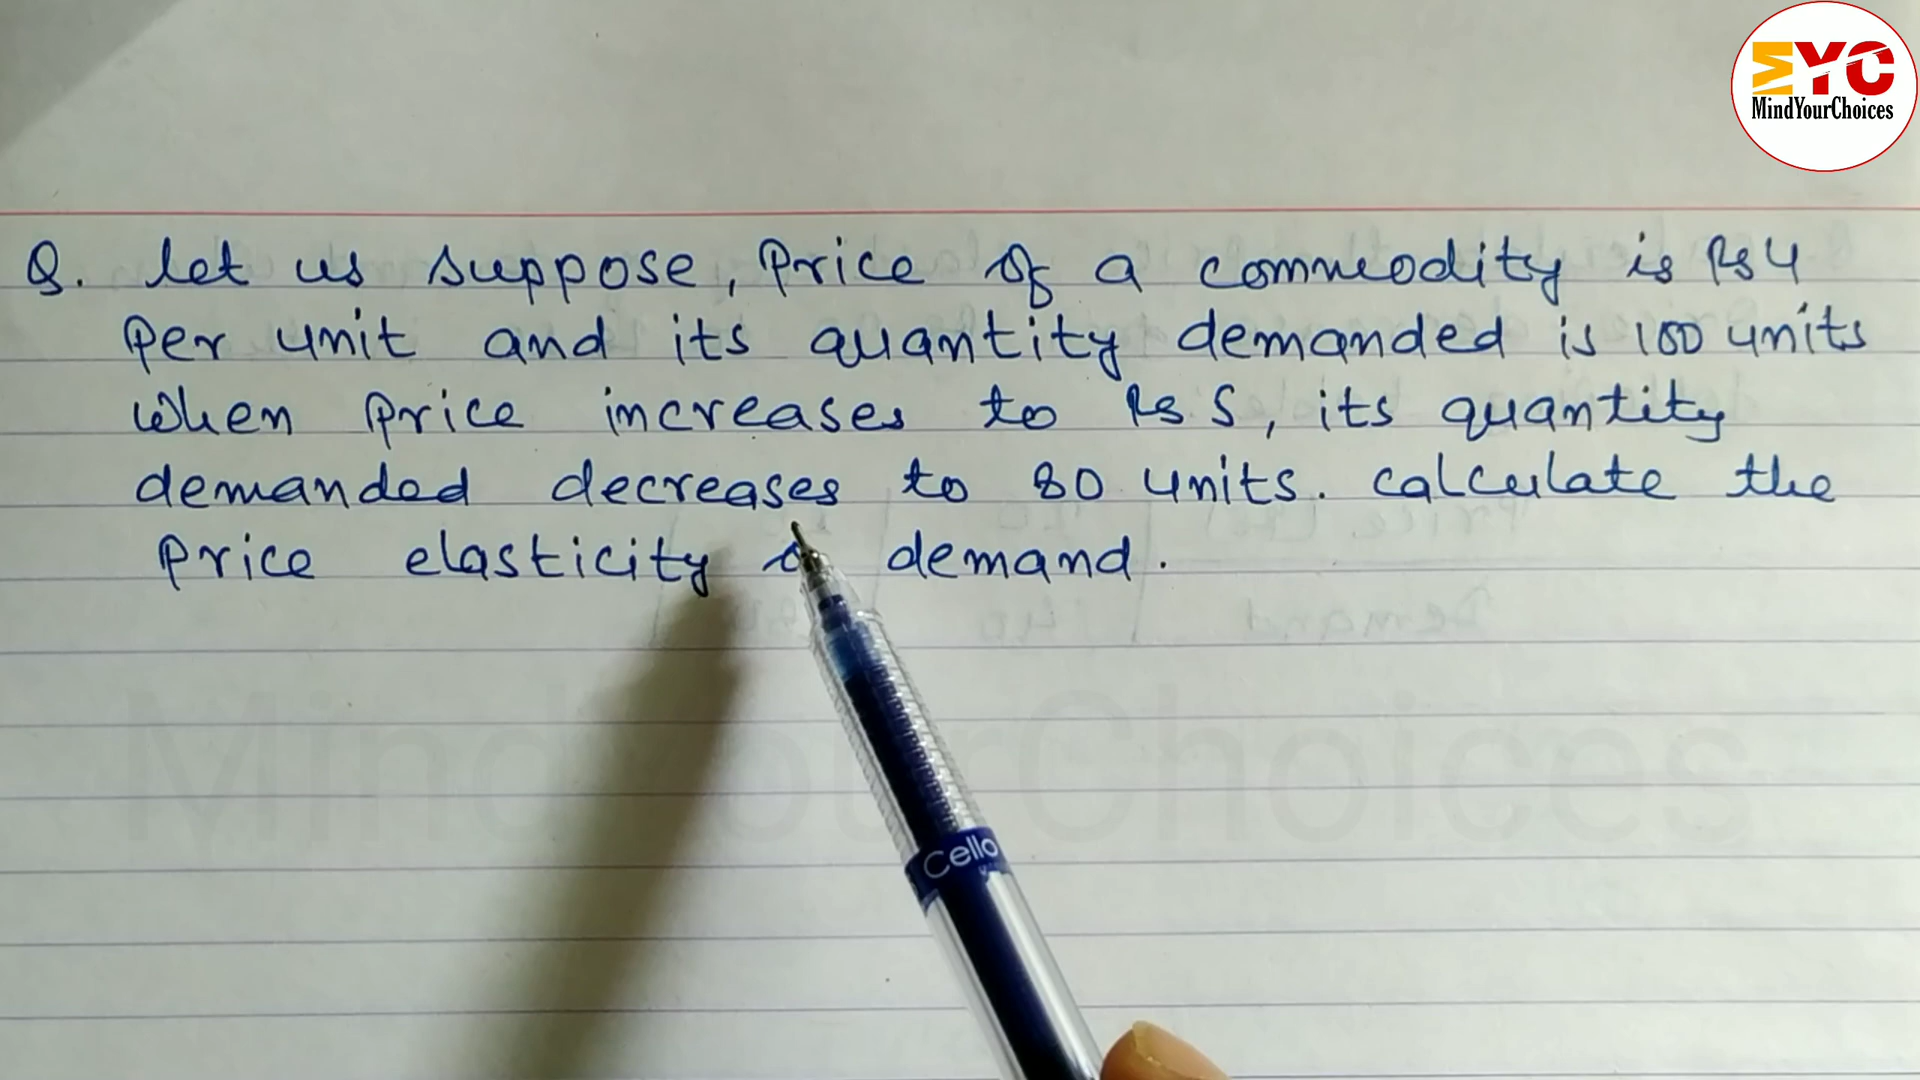 MYC
MindYourChoices
Q. let us suppose, Price of a commodity is Rs 4
Per unit and its quantity demanded is 100 units
When Price increases to Rs 5, its quantity
demanded decreases to 80 units. Calculate the
Price elasticity demand.
MindYourChoices
Cello